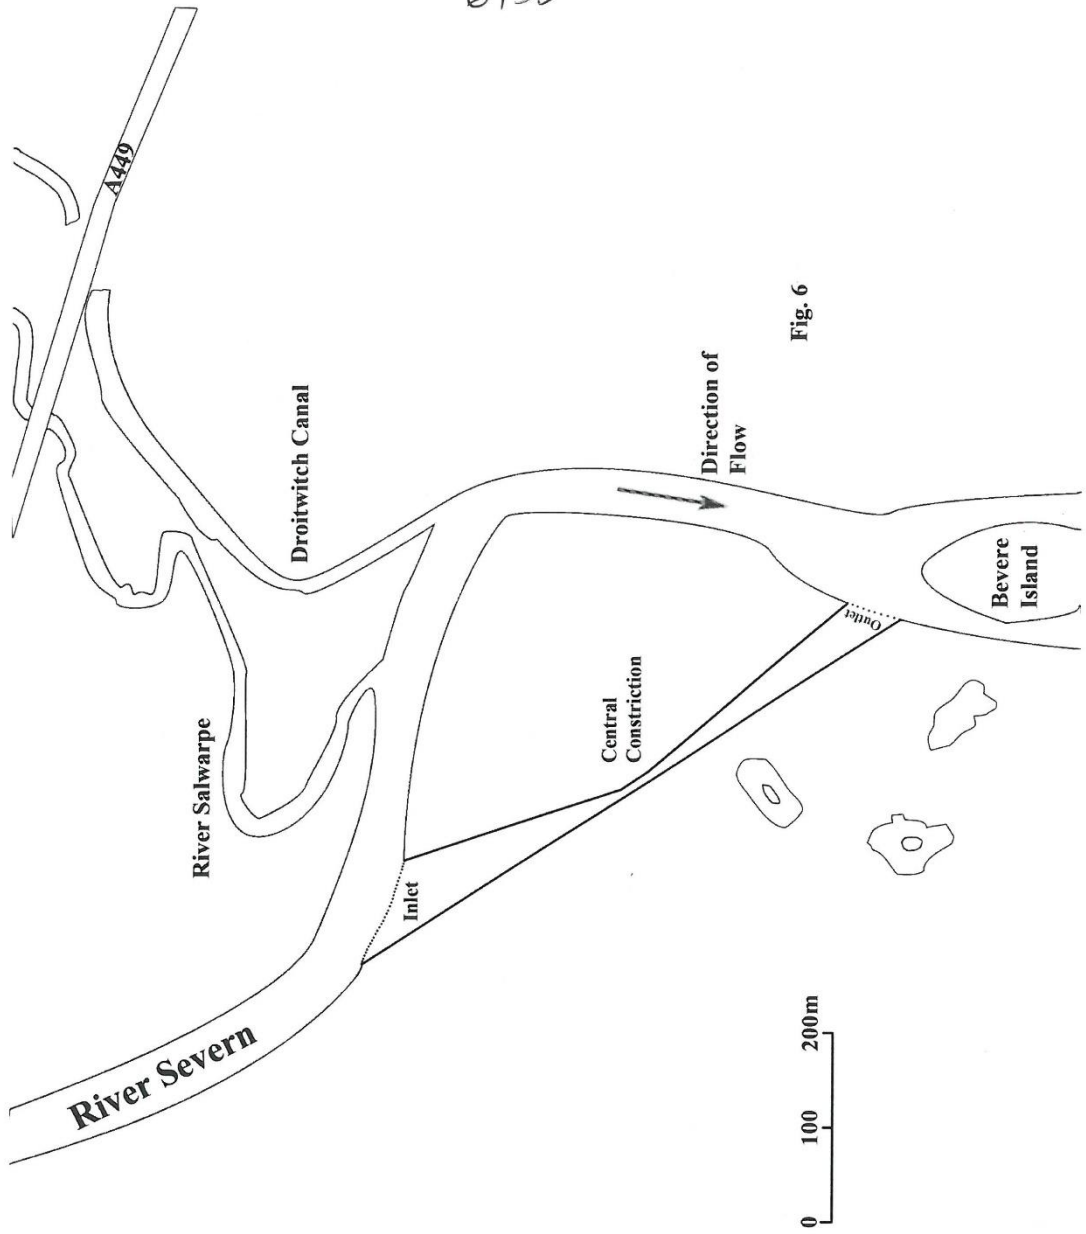 A449
River Salwarpe
Droitwitch Canal
River Severn
Inlet
Central
Constriction
Outlet
Direction of
Flow
Fig. 6
Bevere
Island
0 100 200m